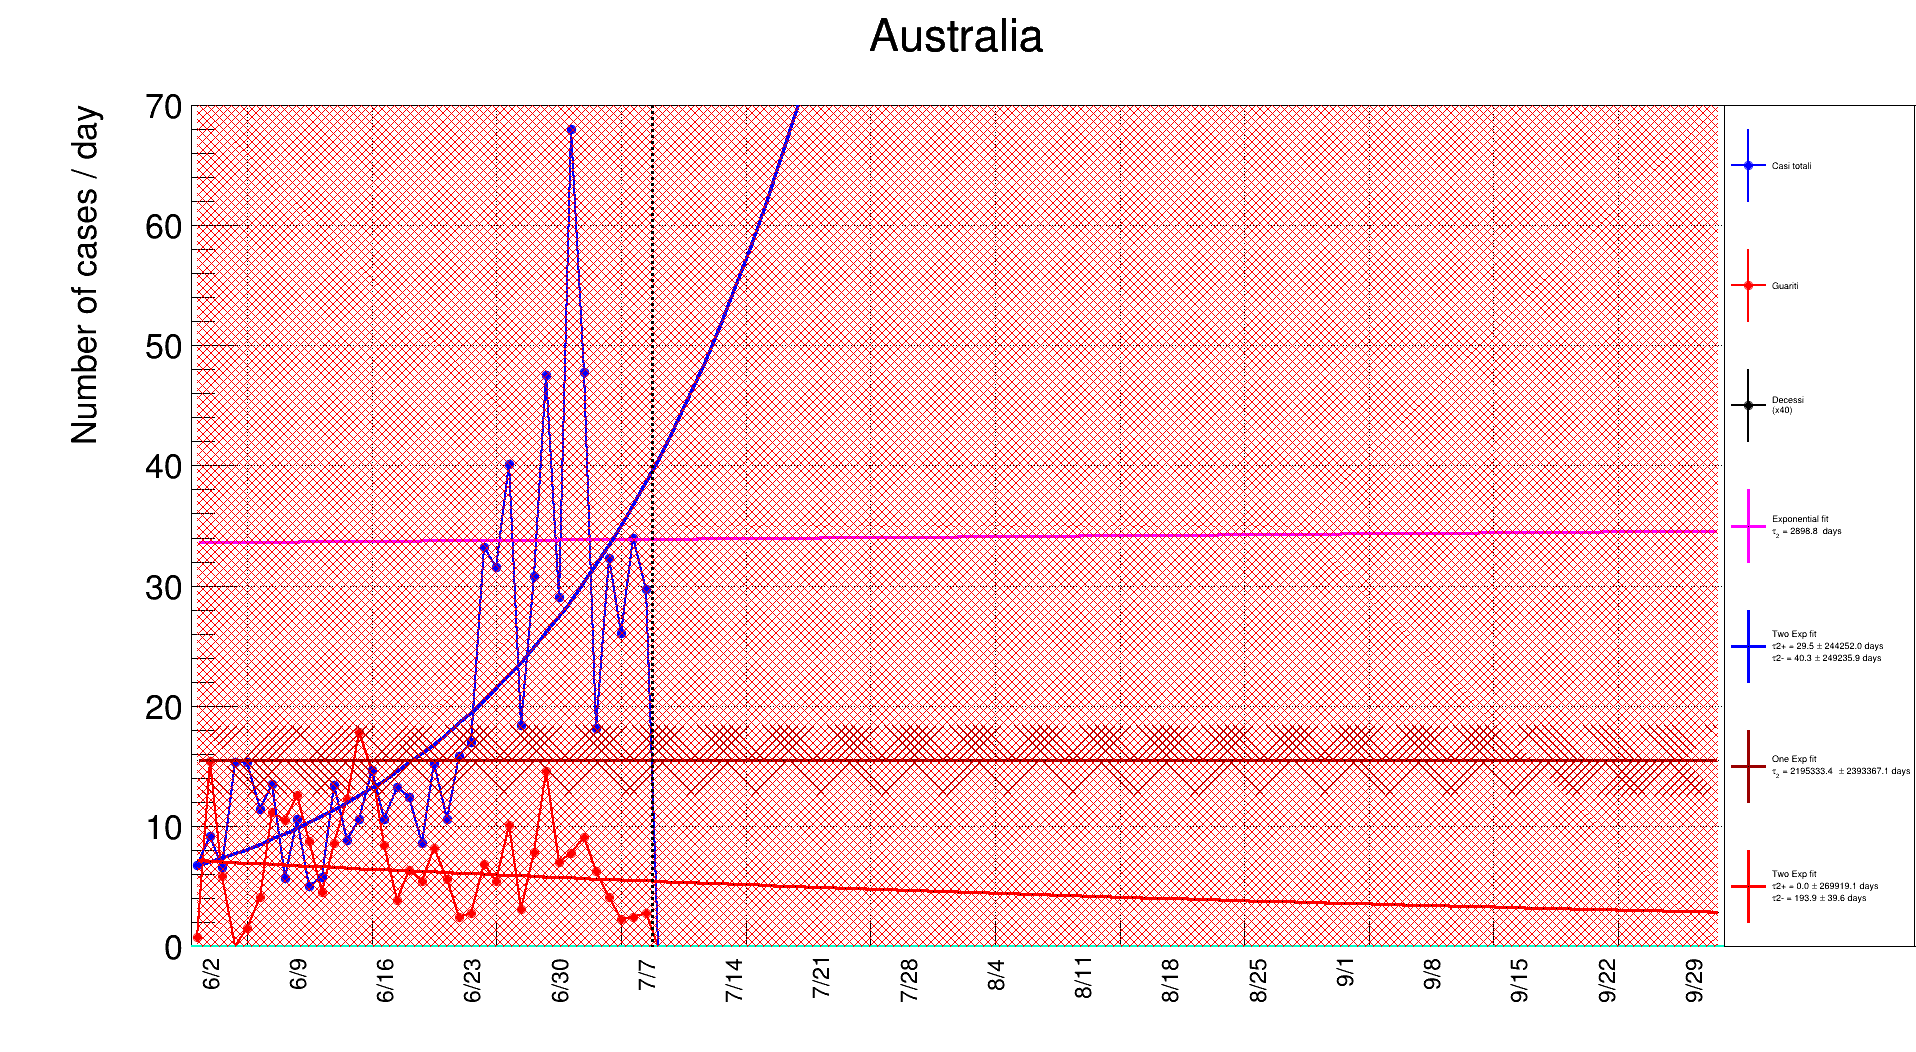 Australia
Number of cases / day
70
60
50
40
30
20
10
0
6/2
6/9
6/16
6/23
6/30
7/7
7/14
7/21
7/28
8/4
8/11
8/18
8/25
9/1
9/8
9/15
9/22
9/29
Casi totali
Guariti
Decessi
(x40)
Exponential fit
τ2 = 2898.8 days
Two Exp fit
τ2+ = 29.5 ± 244252.0 days
τ2- = 40.3 ± 249235.9 days
One Exp fit
τ2 = 2195333.4 ± 2393367.1 days
Two Exp fit
τ2+ = 0.0 ± 269919.1 days
τ2- = 193.9 ± 39.6 days